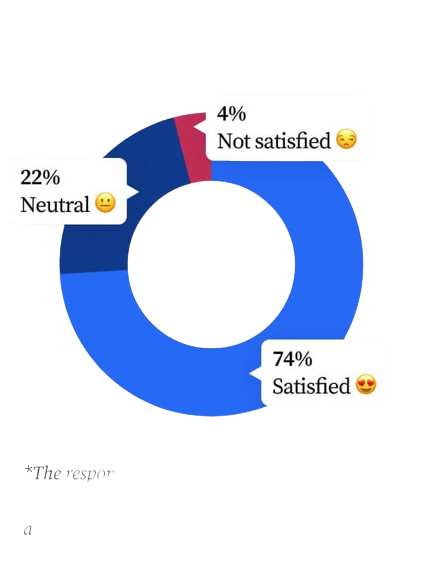 4%
Not satisfied 😒
22%
Neutral 😐
74%
Satisfied 😍
*The
a